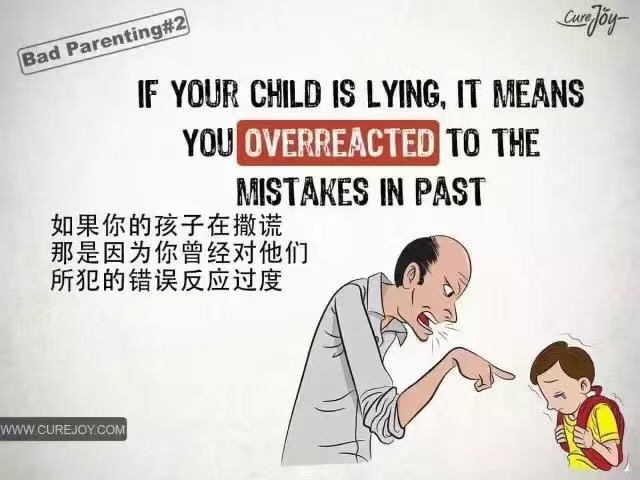 Bad Parenting#2
CureJoy
IF YOUR CHILD IS LYING, IT MEANS
YOU OVERREACTED TO THE
MISTAKES IN PAST
如果你的孩子在撒谎
那是因为你曾经对他们
所犯的错误反应过度
WWW.CUREJOY.COM